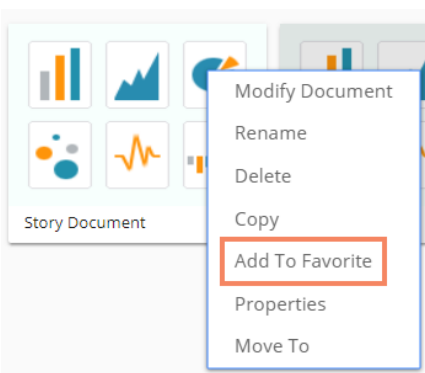 Modify Document
Rename
Delete
Story Document
Copy
Add To Favorite
Properties
Move To